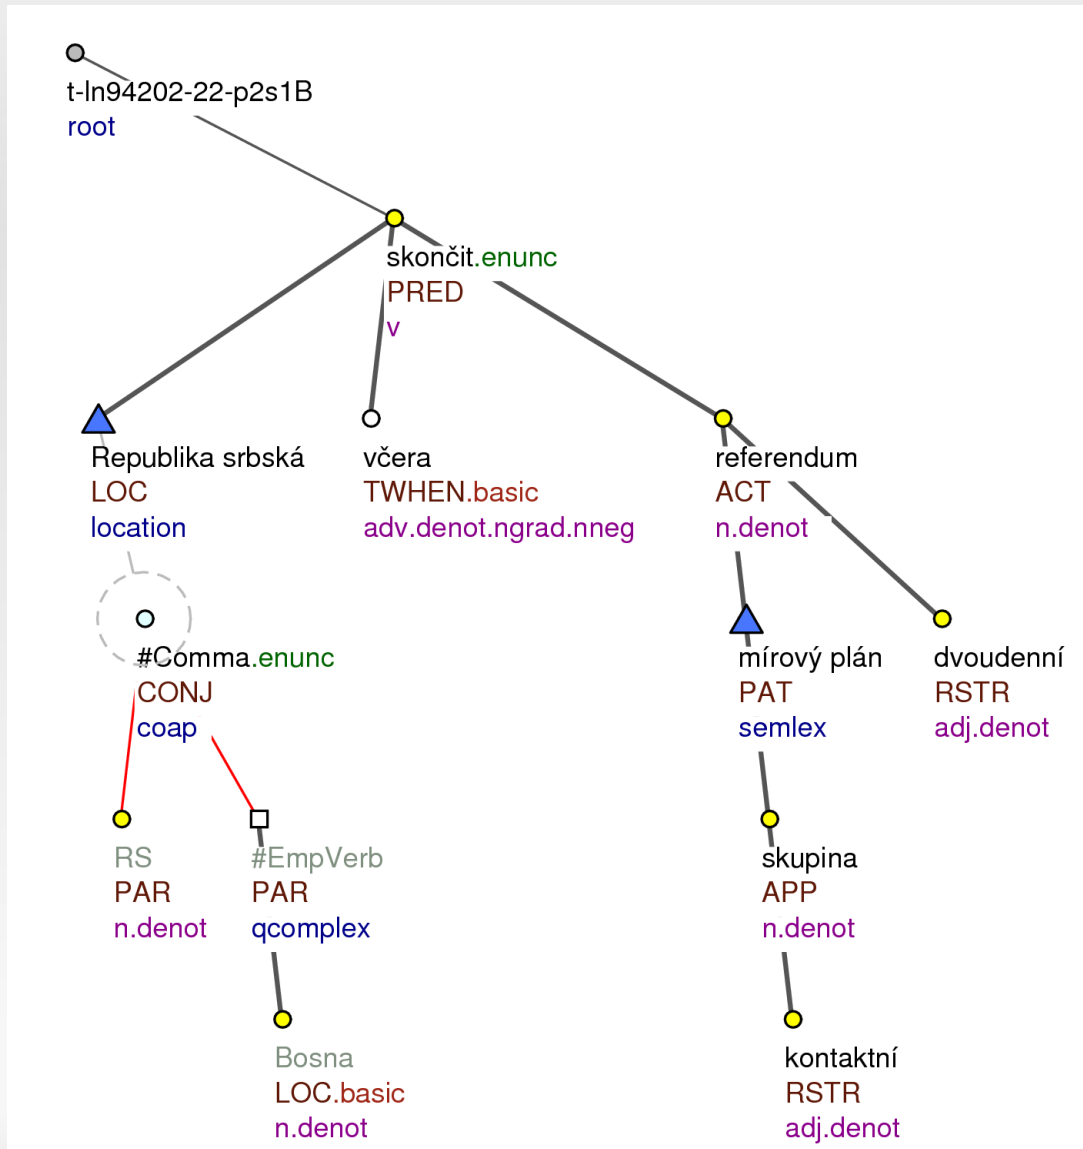 t-ln94202-22-p2s1B
root
skončit.enunc
PRED
v
Republika srbská
LOC
location
včera
TWHEN.basic
adv.denot.ngrad.nneg
referendum
ACT
n.denot
#Comma.enunc
CONJ
coap
mírový plán
PAT
semlex
dvoudenní
RSTR
adj.denot
RS
PAR
n.denot
#EmpVerb
PAR
qcomplex
skupina
APP
n.denot
Bosna
LOC.basic
n.denot
kontaktní
RSTR
adj.denot